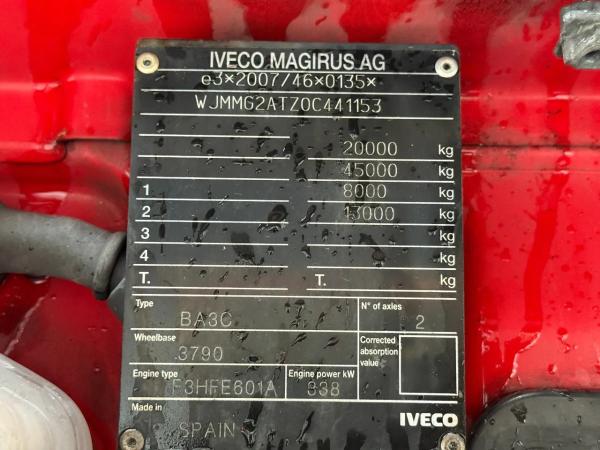 IVECO MAGIRUS AG
e3*2007/46*0135*
WJMM62ATZ0C441153
20000 kg
45000 kg
1 8000 kg
2 13000 kg
3 kg
4 kg
T. T. kg
Type
BA3C
N° of axles
2
Wheelbase
3790
Corrected absorption value
Engine type
F3HFE601A
Engine power kW
338
Made in
SPAIN
IVECO